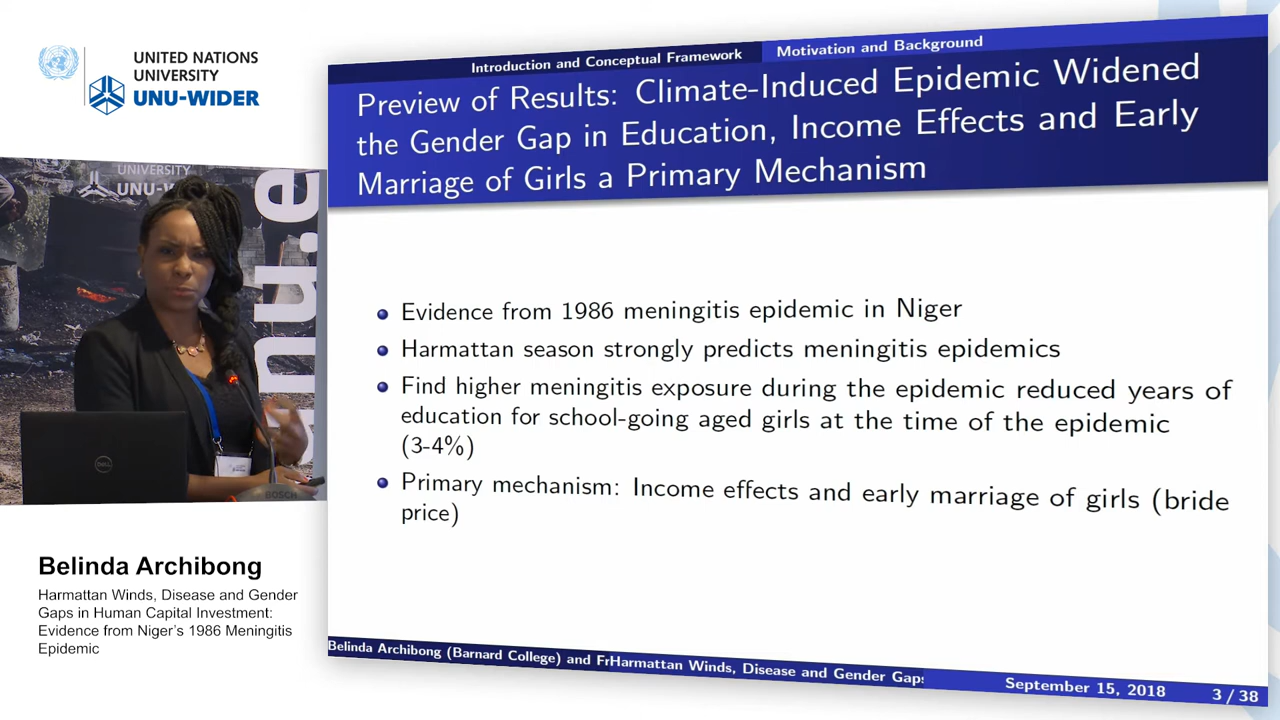 UNITED NATIONS
UNIVERSITY
UNU-WIDER
UNIVERSITY
UNU-W
nu.e
DELL
BOSCH
Belinda Archibong
Harmattan Winds, Disease and Gender
Gaps in Human Capital Investment:
Evidence from Niger's 1986 Meningitis
Epidemic
Introduction and Conceptual Framework
Motivation and Background
Preview of Results: Climate-Induced Epidemic Widened
the Gender Gap in Education, Income Effects and Early
Marriage of Girls a Primary Mechanism
Evidence from 1986 meningitis epidemic in Niger
Harmattan season strongly predicts meningitis epidemics
Find higher meningitis exposure during the epidemic reduced years of
education for school-going aged girls at the time of the epidemic
(3-4%)
Primary mechanism: Income effects and early marriage of girls (bride
price)
Belinda Archibong (Barnard College) and FrHarmattan Winds, Disease and Gender Gaps
September 15, 2018
3 / 38